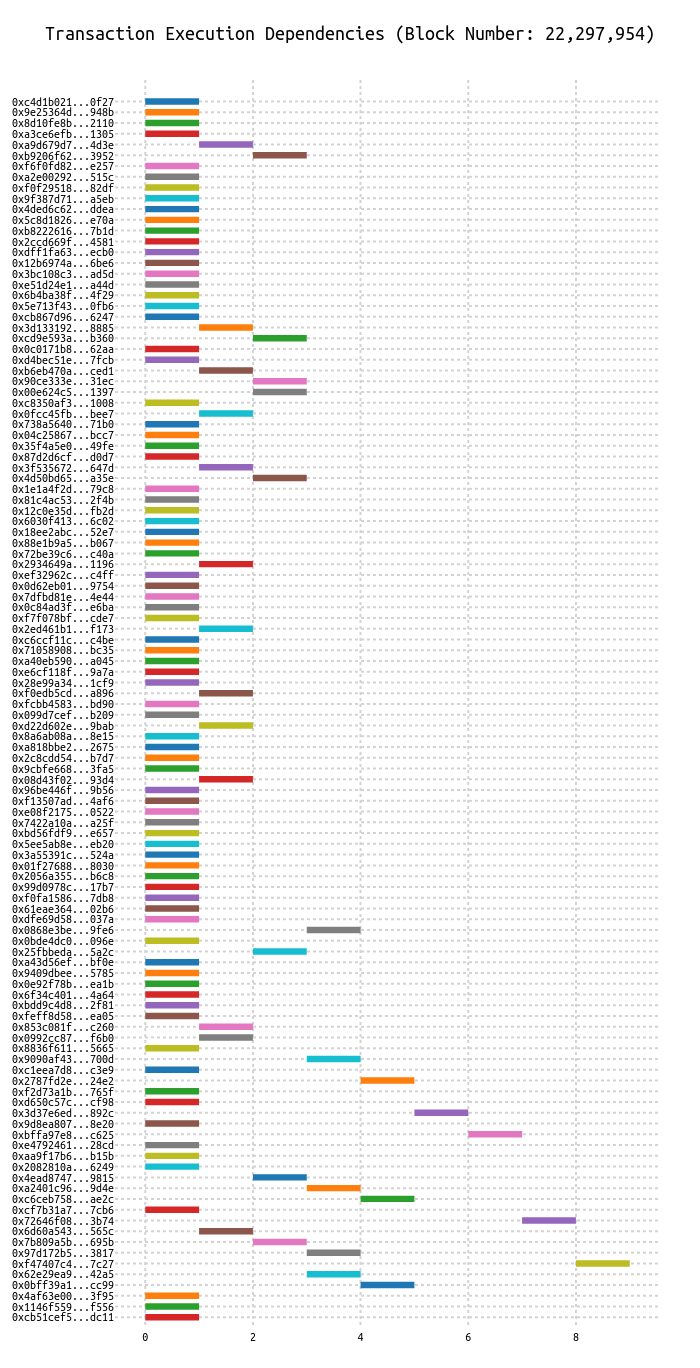 Transaction Execution Dependencies (Block Number: 22,297,954)
0xc4d1b021...0f27
0x9e25364d...948b
0x8d10fe8b...2110
0xa3ce6efb...1305
0xa9d679d7...4d3e
0xb9206f62...3952
0xf6f0fd82...e257
0xa2e00292...515c
0xf0f29518...82df
0x9f387d71...a5eb
0x4ded6c62...ddea
0x5c8d1826...e70a
0xb8222616...7b1d
0x2ccd669f...4581
0xdff1fa63...ecb0
0x12b6974a...6be6
0x3bc108c3...ad5d
0xe51d24e1...a44d
0x6b4ba38f...4f29
0x5e713f43...0fb6
0xcb867d96...6247
0x3d133192...8885
0xcd9e593a...b360
0x0c0171b8...62aa
0xd4bec51e...7fcb
0xb6eb470a...ced1
0x90ce333e...31ec
0x00e624c5...1397
0xc8350af3...1008
0x0fcc45fb...bee7
0x738a5640...71b0
0x04c25867...bcc7
0x35f4a5e0...49fe
0x87d2d6cf...d0d7
0x3f535672...647d
0x4d50bd65...a35e
0x1e1a4f2d...79c8
0x81c4ac53...2f4b
0x12c0e35d...fb2d
0x6030f413...6c02
0x18ee2abc...52e7
0x88e1b9a5...b067
0x72be39c6...c40a
0x2934649a...1196
0xef32962c...c4ff
0x0d62eb01...9754
0x7dfbd81e...4e44
0x0c84ad3f...e6ba
0xf7f078bf...cde7
0x2ed461b1...f173
0xc6ccf11c...c4be
0x71058908...bc35
0xa40eb590...a045
0xe6cf118f...9a7a
0x28e99a34...1cf9
0xf0edb5cd...a896
0xfcbb4583...bd90
0x099d7cef...b209
0xd22d602e...9bab
0x8a6ab08a...8e15
0xa818bbe2...2675
0x2c8cdd54...b7d7
0x9cbfe668...3fa5
0x08d43f02...93d4
0x96be446f...9b56
0xf13507ad...4af6
0xe08f2175...0522
0x7422a10a...a25f
0xbd56fdf9...e657
0x5ee5ab8e...eb20
0x3a55391c...524a
0x01f27688...8030
0x2056a355...b6c8
0x99d0978c...17b7
0xf0fa1586...7db8
0x61eae364...02b6
0xdfe69d58...037a
0x0868e3be...9fe6
0x0bde4dc0...096e
0x25fbbeda...5a2c
0xa43d56ef...bf0e
0x9409dbee...5785
0x0e92f78b...ea1b
0x6f34c401...4a64
0xbdd9c4d8...2f81
0xfeff8d58...ea05
0x853c081f...c260
0x0992cc87...f6b0
0x8836f611...5665
0x9090af43...700d
0xc1eea7d8...c3e9
0x2787fd2e...24e2
0xf2d73a1b...765f
0xd650c57c...cf98
0x3d37e6ed...892c
0x9d8ea807...8e20
0xbffa97e8...c625
0xe4792461...28cd
0xaa9f17b6...b15b
0x2082810a...6249
0x4ead8747...9815
0xa2401c96...9d4e
0xc6ceb758...ae2c
0xcf7b31a7...7cb6
0x72646f08...3b74
0x6d60a543...565c
0x7b809a5b...695b
0x97d172b5...3817
0xf47407c4...7c27
0x62e29ea9...42a5
0x0bff39a1...cc99
0x4af63e00...3f95
0x1146f559...f556
0xcb51cef5...dc11
0 2 4 6 8